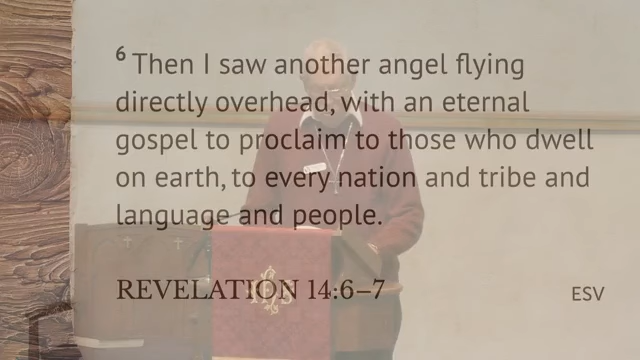 6 Then I saw another angel flying
directly overhead, with an eternal
gospel to proclaim to those who dwell
on earth, to every nation and tribe and
language and people.
REVELATION 14:6–7
ESV